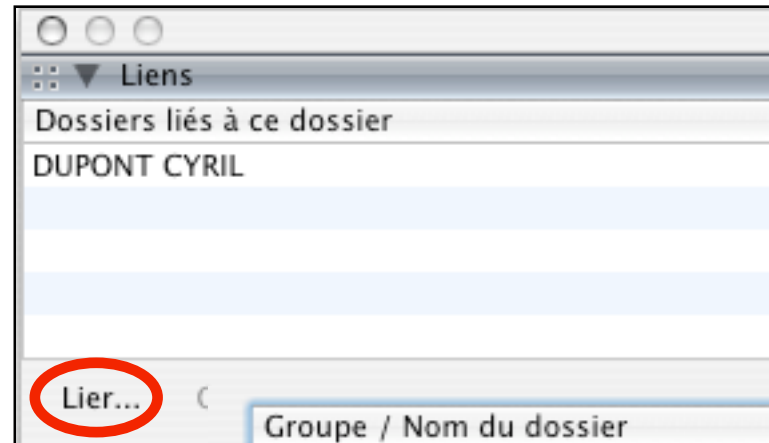 Liens
Dossiers liés à ce dossier
DUPONT CYRIL
Lier...
Groupe / Nom du dossier